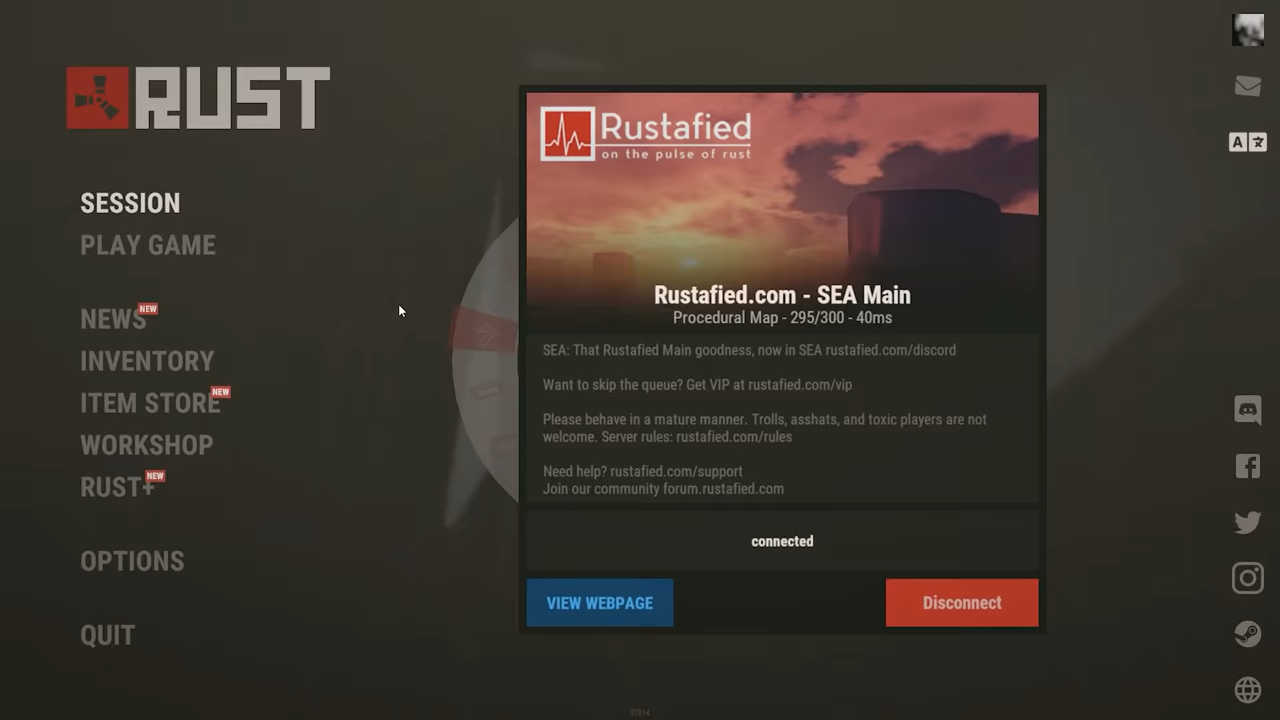 RUST
SESSION
PLAY GAME
NEWS NEW
INVENTORY
ITEM STORE NEW
WORKSHOP
RUST+ NEW
OPTIONS
QUIT
Rustafied
on the pulse of rust
Rustafied.com - SEA Main
Procedural Map - 295/300 - 40ms
SEA: That Rustafied Main goodness, now in SEA rustafied.com/discord
Want to skip the queue? Get VIP at rustafied.com/vip
Please behave in a mature manner. Trolls, asshats, and toxic players are not
welcome. Server rules: rustafied.com/rules
Need help? rustafied.com/support
Join our community forum.rustafied.com
connected
VIEW WEBPAGE
Disconnect
A 文